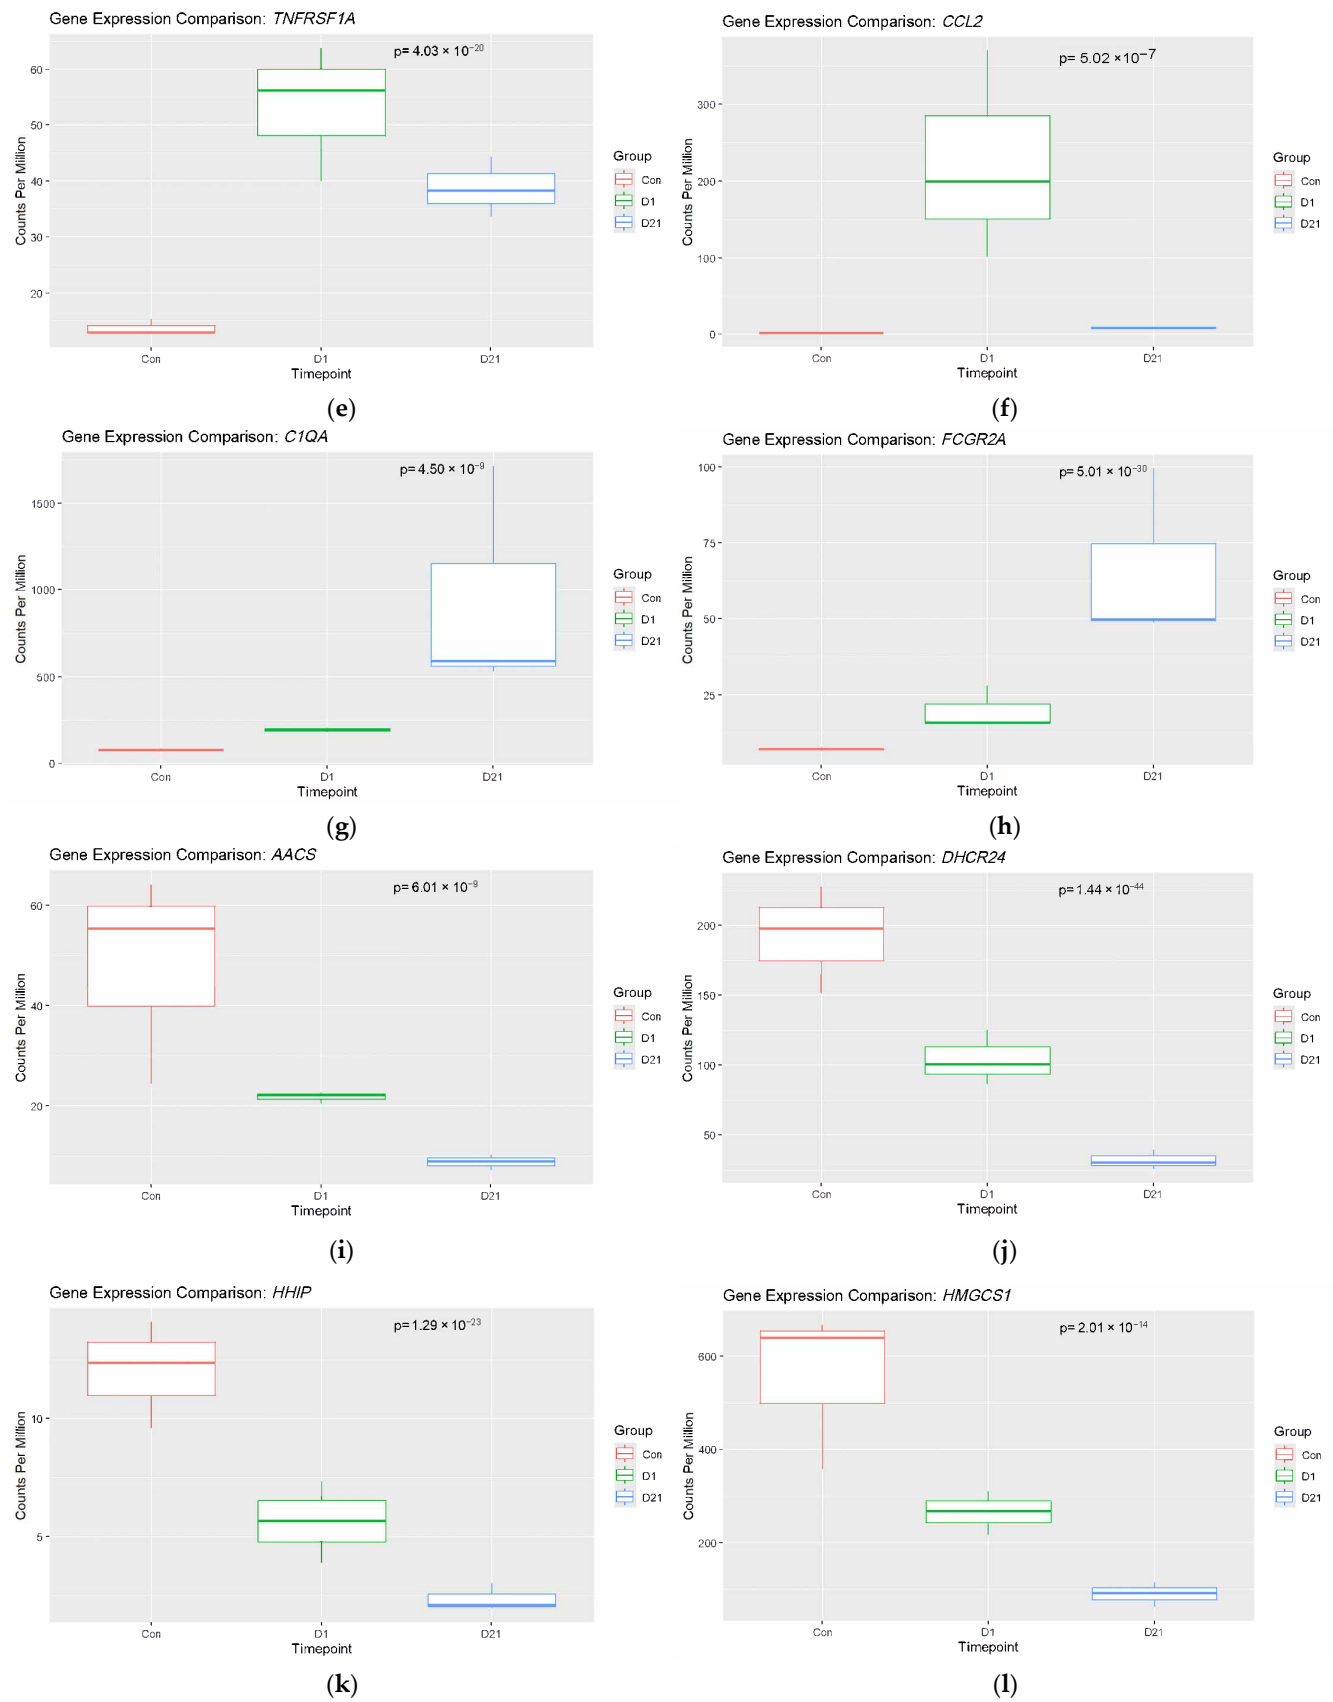 Gene Expression Comparison: TNFRSF1A
p= 4.03 × 10⁻²⁰
Counts Per Million
60
50
40
30
20
Con
D1
D21
Timepoint
Group
Con
D1
D21
(e)
Gene Expression Comparison: CCL2
p= 5.02 ×10⁻⁷
Counts Per Million
300
200
100
0
Con
D1
D21
Timepoint
Group
Con
D1
D21
(f)
Gene Expression Comparison: C1QA
p= 4.50 × 10⁻⁹
Counts Per Million
1500
1000
500
0
Con
D1
D21
Timepoint
Group
Con
D1
D21
(g)
Gene Expression Comparison: FCGR2A
p= 5.01 × 10⁻³⁰
Counts Per Million
100
75
50
25
Con
D1
D21
Timepoint
Group
Con
D1
D21
(h)
Gene Expression Comparison: AACS
p= 6.01 × 10⁻⁹
Counts Per Million
60
40
20
Con
D1
D21
Timepoint
Group
Con
D1
D21
(i)
Gene Expression Comparison: DHCR24
p= 1.44 × 10⁻⁴⁴
Counts Per Million
200
150
100
50
Con
D1
D21
Timepoint
Group
Con
D1
D21
(j)
Gene Expression Comparison: HHIP
p= 1.29 × 10⁻²³
Counts Per Million
10
5
Con
D1
D21
Timepoint
Group
Con
D1
D21
(k)
Gene Expression Comparison: HMGCS1
p= 2.01 × 10⁻¹⁴
Counts Per Million
600
400
200
Con
D1
D21
Timepoint
Group
Con
D1
D21
(l)